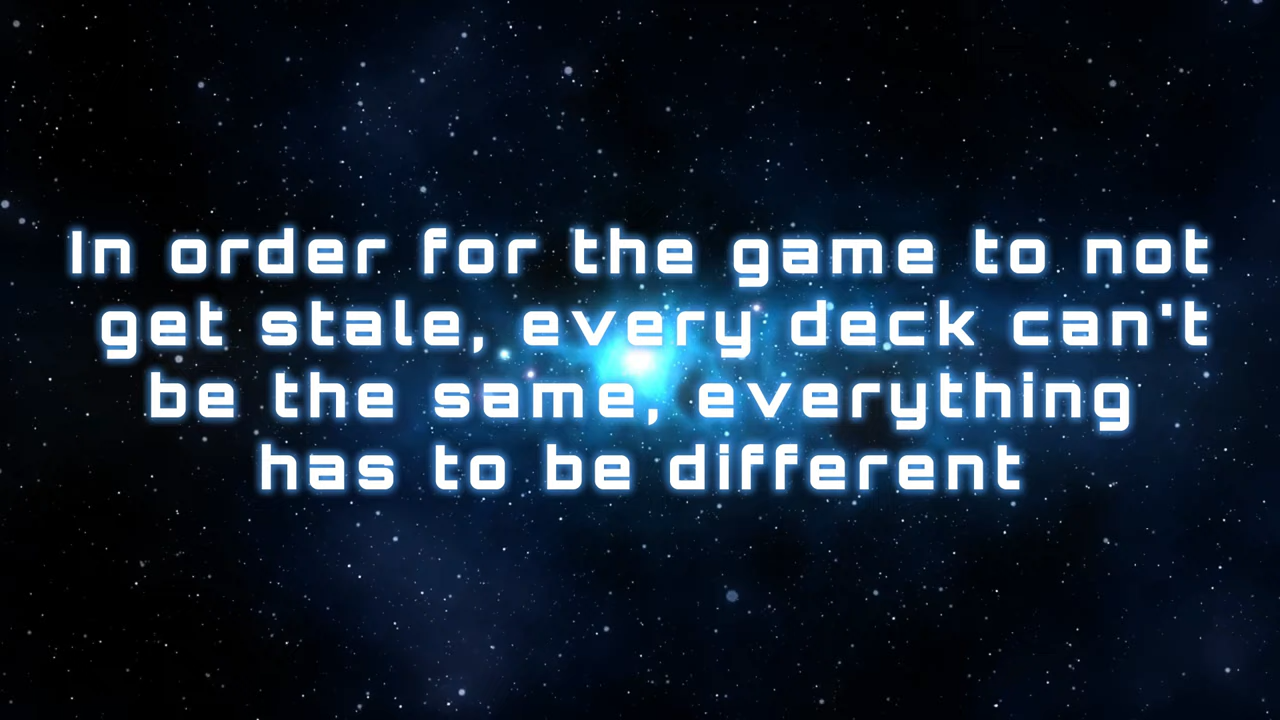 In order for the game to not
get stale, every deck can't
be the same, everything
has to be different